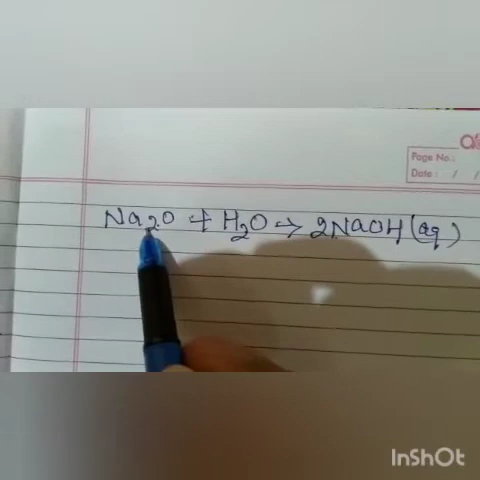 Page No.:
Date: / /
Na2O + H2O → 2NaOH (aq)
InShOt